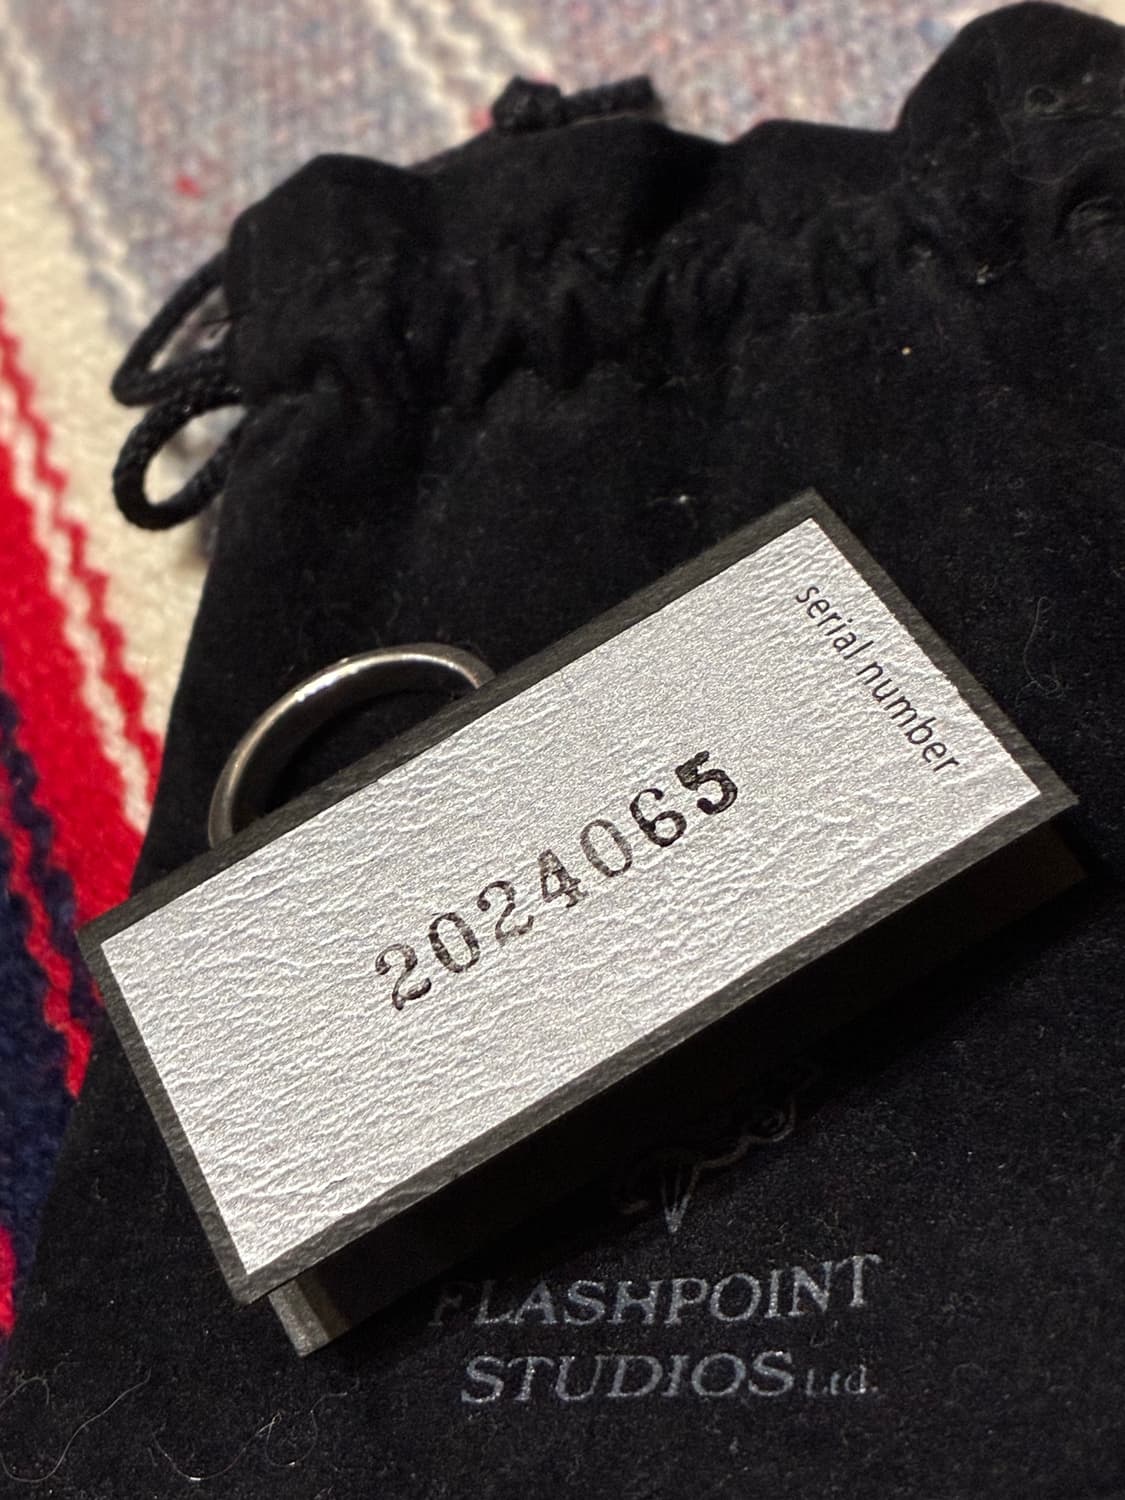 serial number
2024065
FLASHPOINT
STUDIOS Ltd.